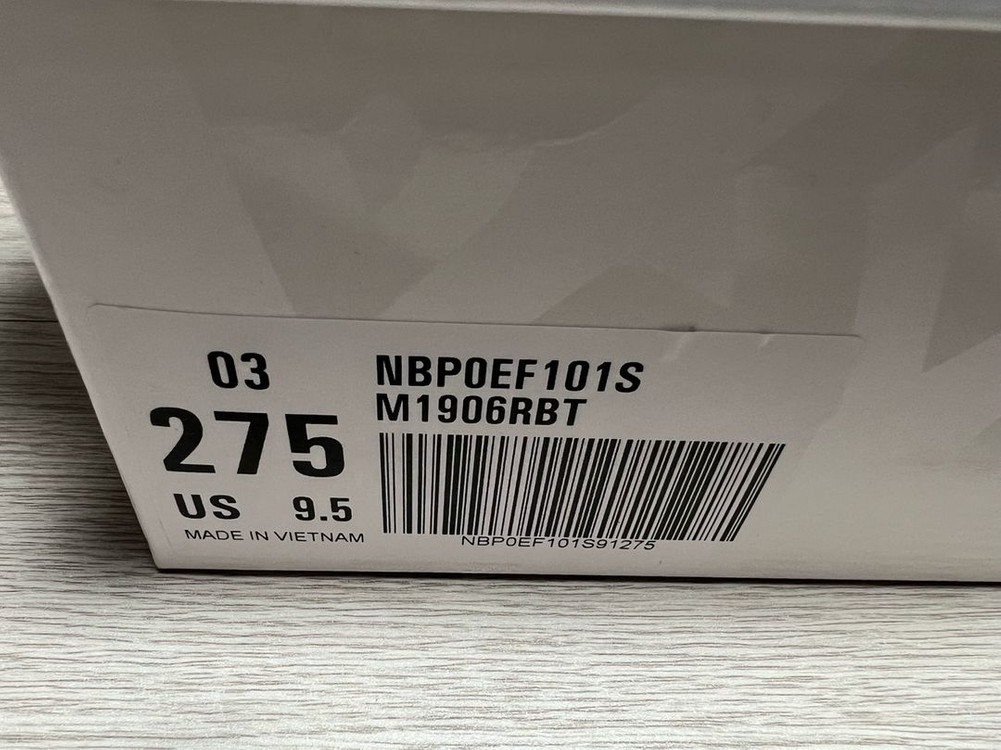 03
275
US 9.5
MADE IN VIETNAM
NBP0EF101S
M1906RBT
NBP0EF101S91275